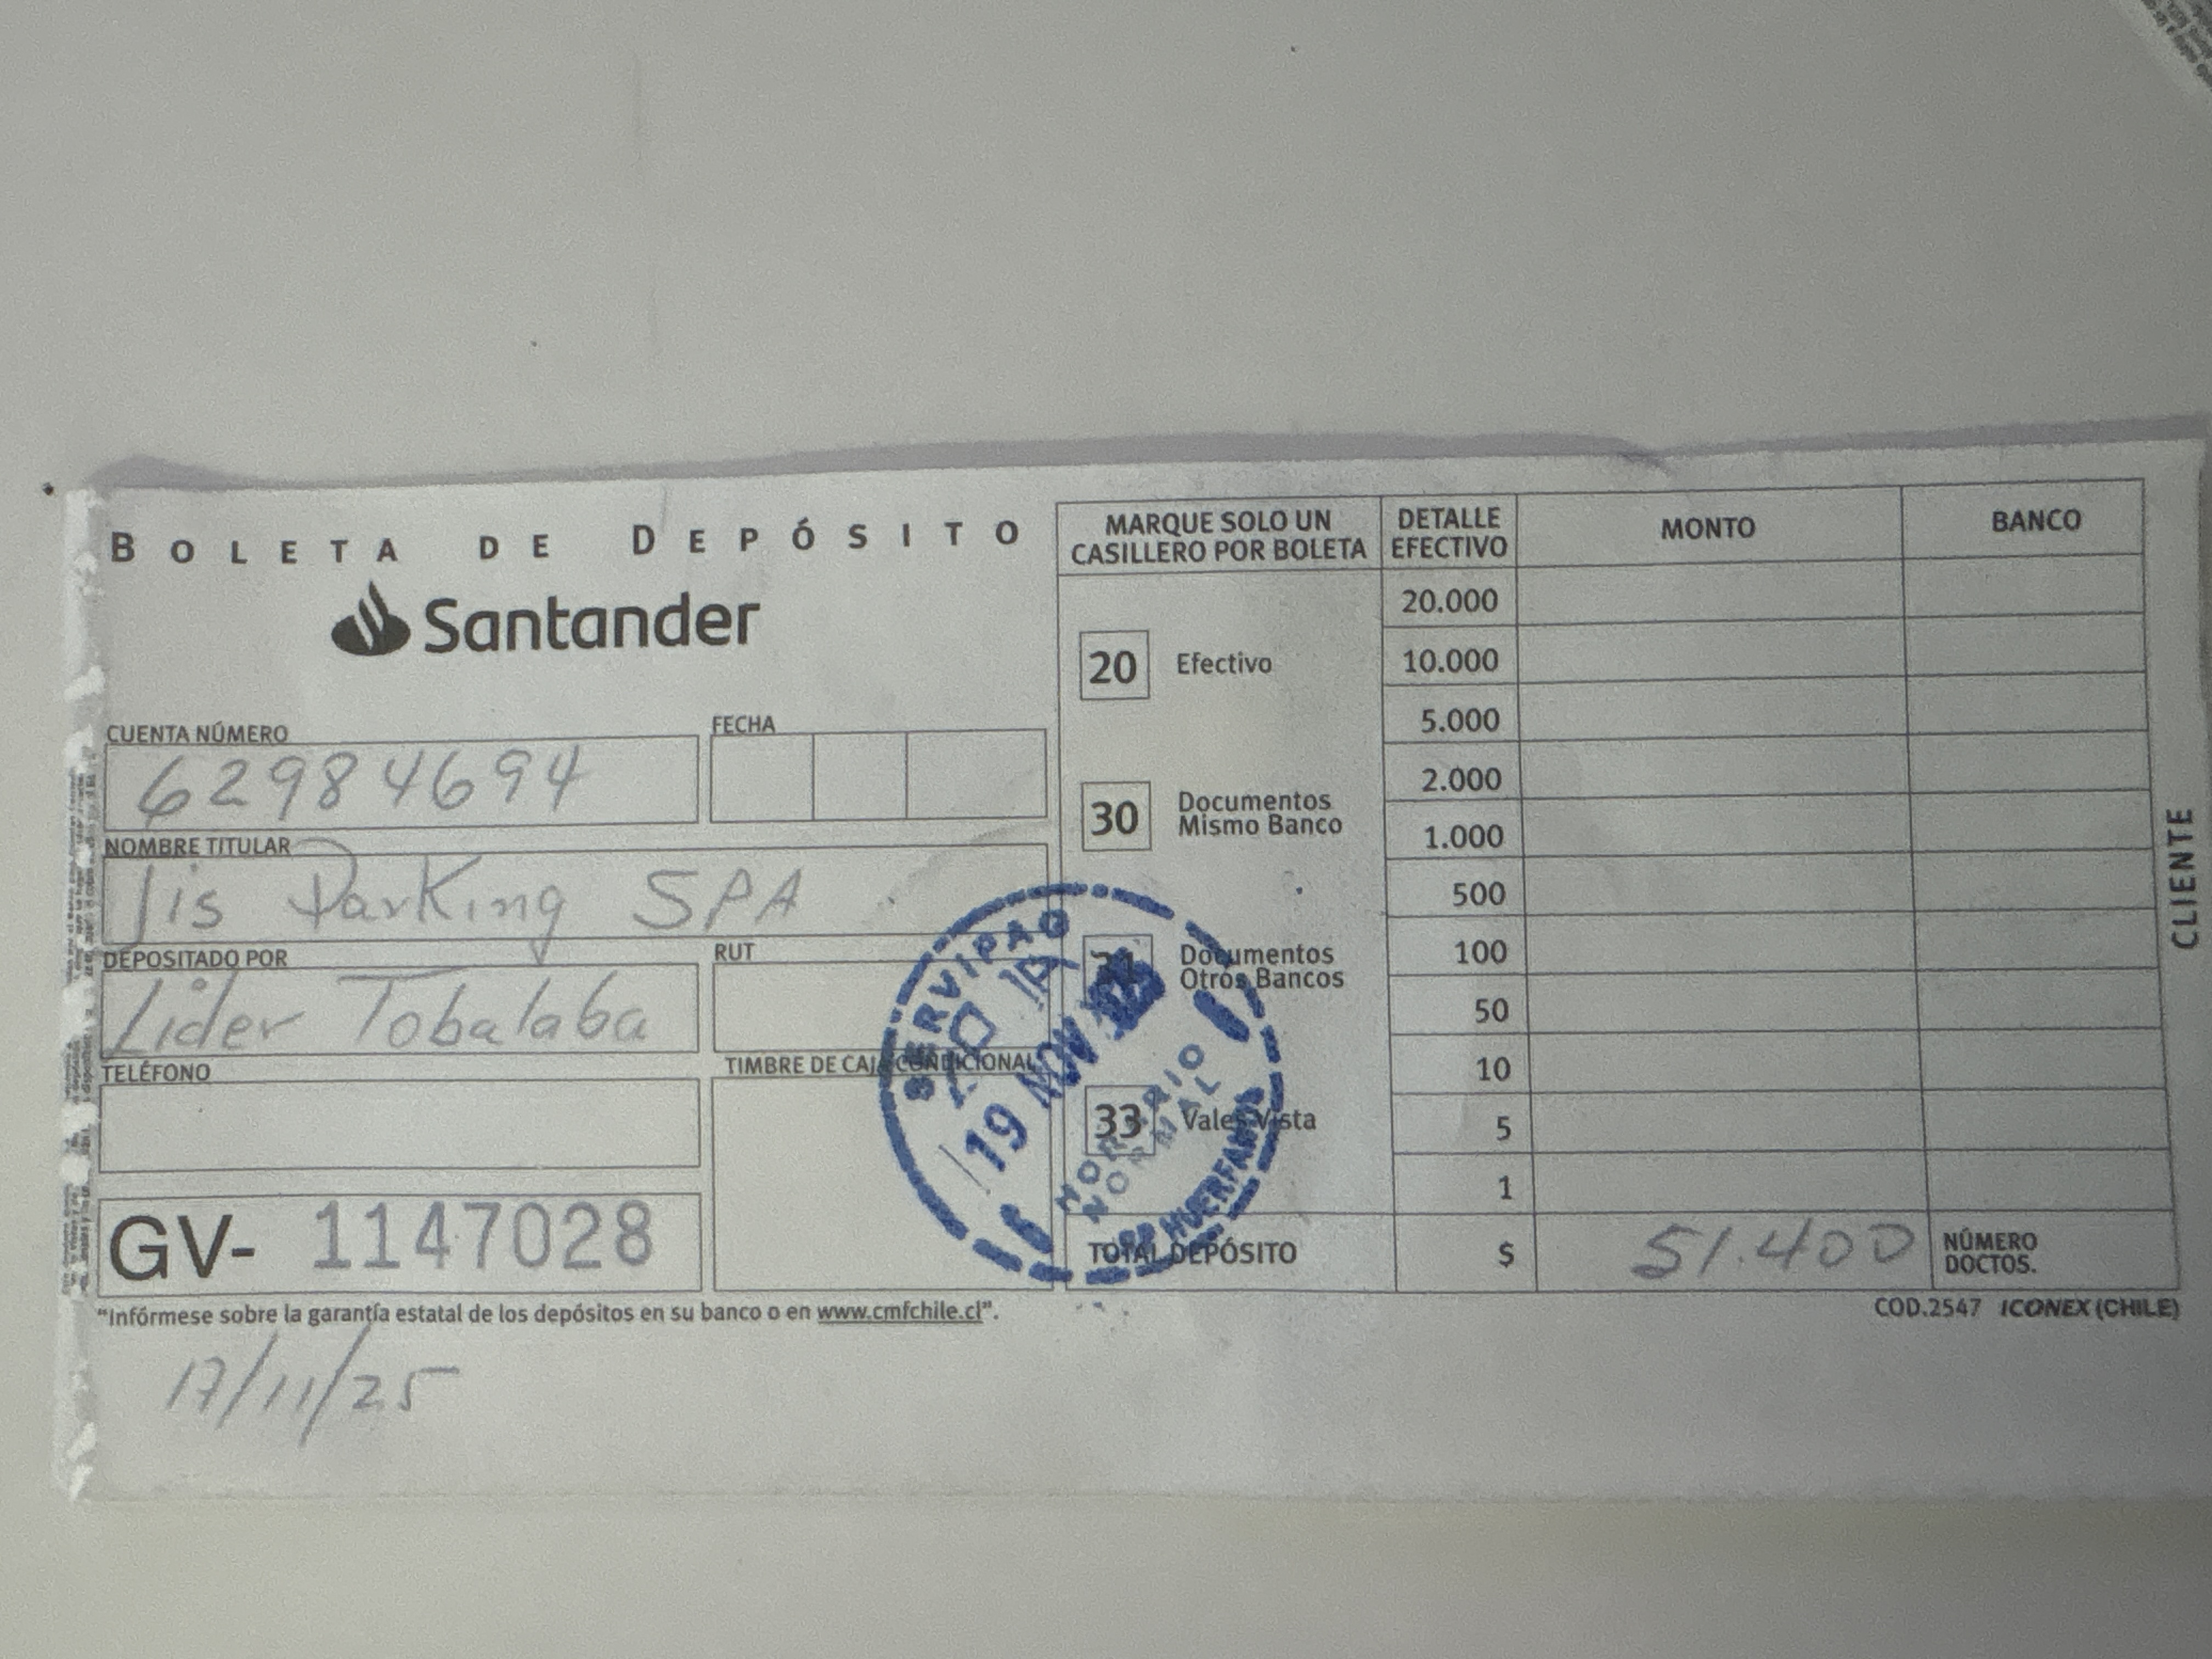 BOLETA DE DEPÓSITO
Santander
CUENTA NÚMERO
62984694
FECHA
NOMBRE TITULAR
Jis Parking SPA
DEPOSITADO POR
Lider Tobalaba
RUT
TELÉFONO
TIMBRE DE CAJA CONDICIONAL
GV- 1147028
"Infórmese sobre la garantía estatal de los depósitos en su banco o en www.cmfchile.cl".
17/11/25
MARQUE SOLO UN
CASILLERO POR BOLETA
20 Efectivo
30 Documentos
Mismo Banco
Documentos
Otros Bancos
33 Vales Vista
SERVIPAG
19 NOV
HORARIO
NORMAL
HUERFANOS
DETALLE
EFECTIVO
MONTO
BANCO
20.000
10.000
5.000
2.000
1.000
500
100
50
10
5
1
TOTAL DEPÓSITO $ 51.400
NÚMERO
DOCTOS.
COD.2547 ICONEX (CHILE)
CLIENTE